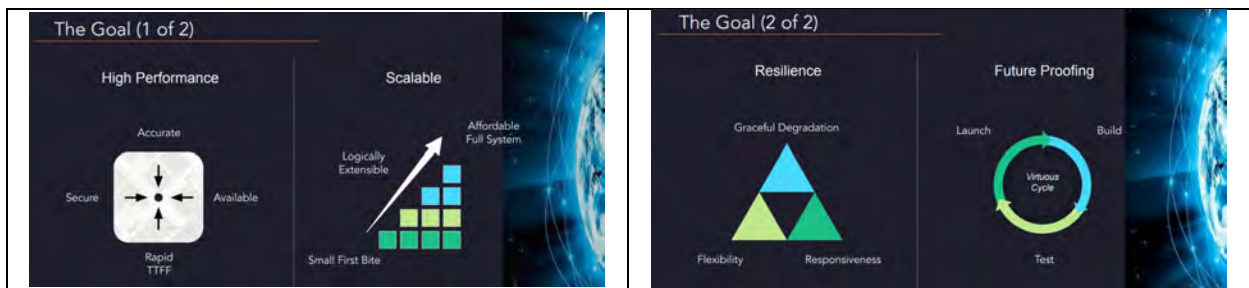 The Goal (1 of 2)
High Performance
Accurate
Secure
Available
Rapid
TTFF
Scalable
Affordable
Full System
Logically
Extensible
Small First Bite
The Goal (2 of 2)
Resilience
Graceful Degradation
Flexibility
Responsiveness
Future Proofing
Launch
Build
Virtuous
Cycle
Test